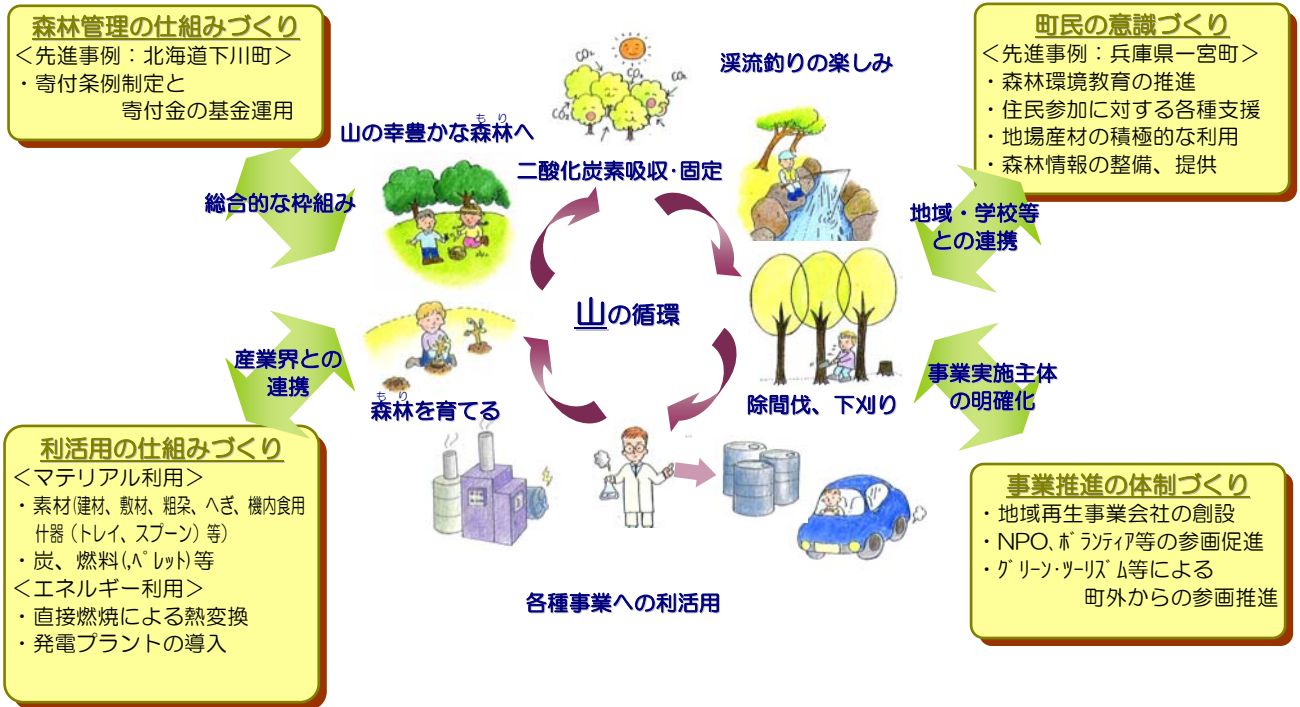 森林管理の仕組みづくり
＜先進事例：北海道下川町＞
・寄付条例制定と
寄付金の基金運用
町民の意識づくり
＜先進事例：兵庫県一宮町＞
・森林環境教育の推進
・住民参加に対する各種支援
・地場産材の積極的な利用
・森林情報の整備、提供
CO₂
CO₂
CO₂
CO₂
渓流釣りの楽しみ
もり
山の幸豊かな森林へ
二酸化炭素吸収･固定
総合的な枠組み
地域・学校等
との連携
山の循環
産業界との
連携
事業実施主体
の明確化
もり
森林を育てる
除間伐、下刈り
利活用の仕組みづくり
＜マテリアル利用＞
・素材(建材、敷材、粗朶、へぎ、機内食用
什器（トレイ、スプーン）等)
・炭、燃料(ﾍﾟﾚｯﾄ)等
＜エネルギー利用＞
・直接燃焼による熱変換
・発電プラントの導入
事業推進の体制づくり
・地域再生事業会社の創設
・NPO､ﾎﾞﾗﾝﾃｨｱ等の参画促進
・ｸﾞﾘｰﾝ･ﾂｰﾘｽﾞﾑ等による
町外からの参画推進
各種事業への利活用